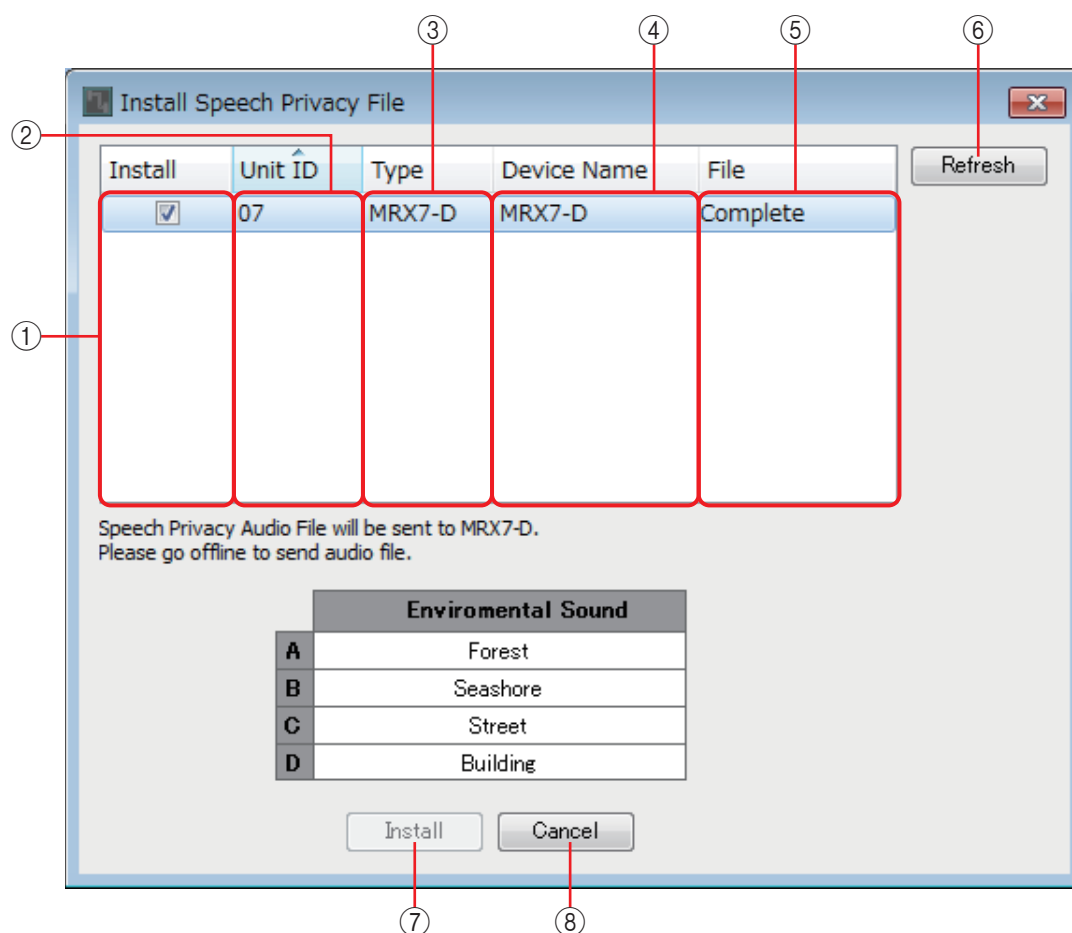 ③ ④ ⑤ ⑥
Install Speech Privacy File
②
Install Unit ID Type Device Name File Refresh
07 MRX7-D MRX7-D Complete
①
Speech Privacy Audio File will be sent to MRX7-D.
Please go offline to send audio file.
Enviromental Sound
A Forest
B Seashore
C Street
D Building
Install Cancel
⑦ ⑧